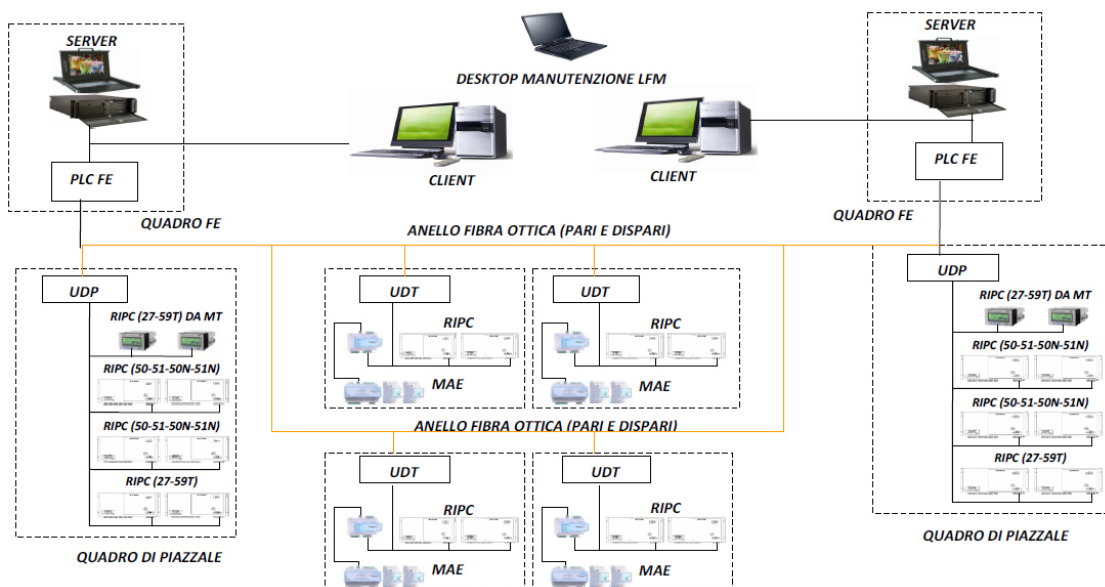 SERVER
SERVER
DESKTOP MANUTENZIONE LFM
PLC FE
CLIENT
CLIENT
PLC FE
QUADRO FE
QUADRO FE
ANELLO FIBRA OTTICA (PARI E DISPARI)
UDP
UDT
UDT
UDP
RIPC (27-59T) DA MT
RIPC
RIPC
RIPC (27-59T) DA MT
RIPC (50-51-50N-51N)
RIPC (50-51-50N-51N)
MAE
MAE
RIPC (50-51-50N-51N)
RIPC (50-51-50N-51N)
ANELLO FIBRA OTTICA (PARI E DISPARI)
RIPC (27-59T)
UDT
UDT
RIPC (27-59T)
RIPC
RIPC
QUADRO DI PIAZZALE
QUADRO DI PIAZZALE
MAE
MAE